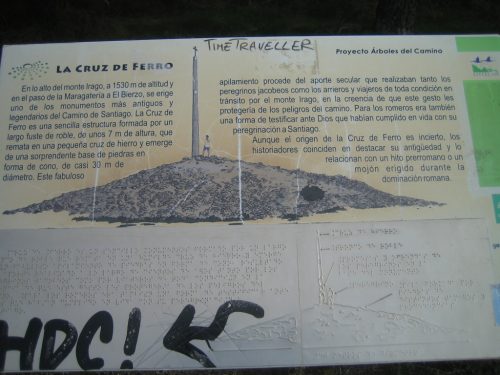 TIMETRAVELLER
Proyecto Árboles del Camino
LA CRUZ DE FERRO
En lo alto del monte Irago, a 1530 m de altitud y
en el paso de la Maragatería a El Bierzo, se erige
uno de los monumentos más antiguos y
legendarios del Camino de Santiago. La Cruz de
Ferro es una sencilla estructura formada por un
largo fuste de roble, de unos 7 m de altura, que
remata en una pequeña cruz de hierro y emerge
de una sorprendente base de piedras en
forma de cono, de casi 30 m de
diámetro. Este fabuloso
apilamiento procede del aporte secular que realizaban tanto los
peregrinos jacobeos como los arrieros y viajeros de toda condición en
tránsito por el monte Irago, en la creencia de que este gesto les
protegería de los peligros del camino. Para los romeros era también
una forma de testificar ante Dios que habían cumplido en vida con su
peregrinación a Santiago.
Aunque el origen de la Cruz de Ferro es incierto, los
historiadores coinciden en destacar su antigüedad y lo
relacionan con un hito prerromano o un
mojón erigido durante la
dominación romana.
HDC!